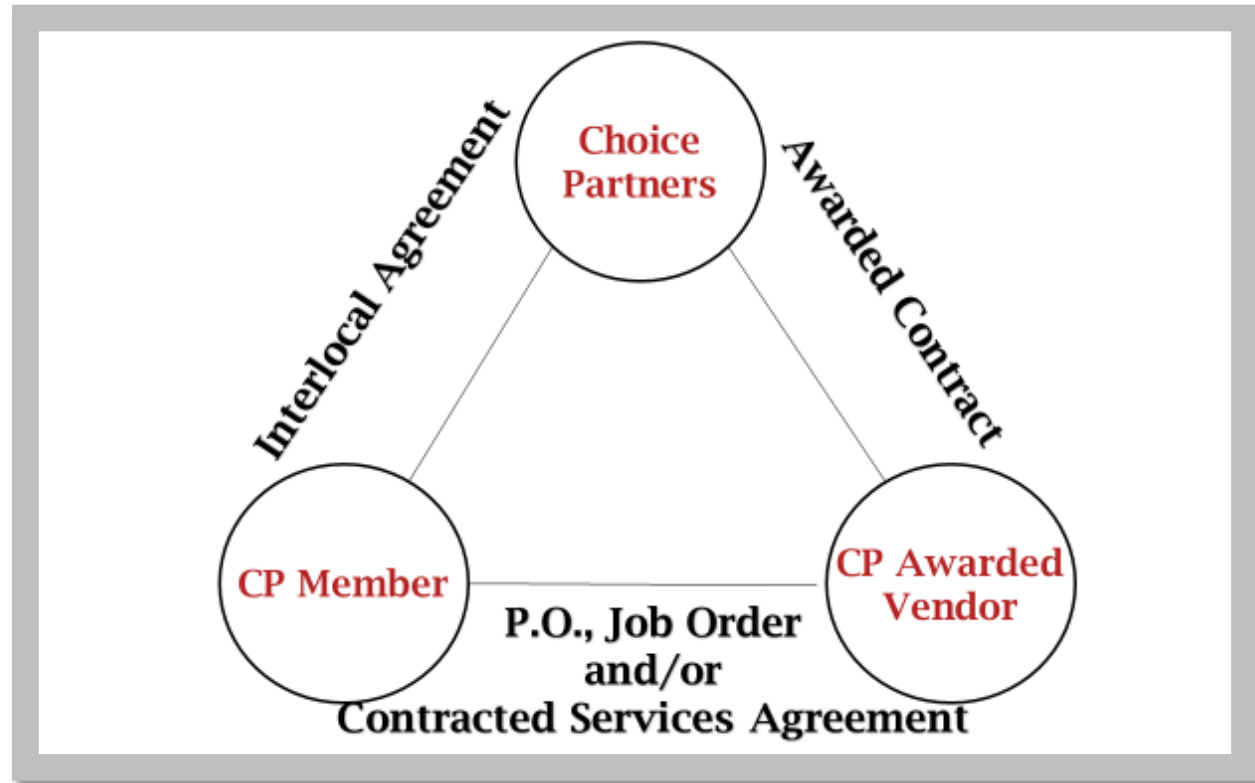 Choice
Partners
Interlocal Agreement
Awarded Contract
CP Member
CP Awarded
Vendor
P.O., Job Order
and/or
Contracted Services Agreement